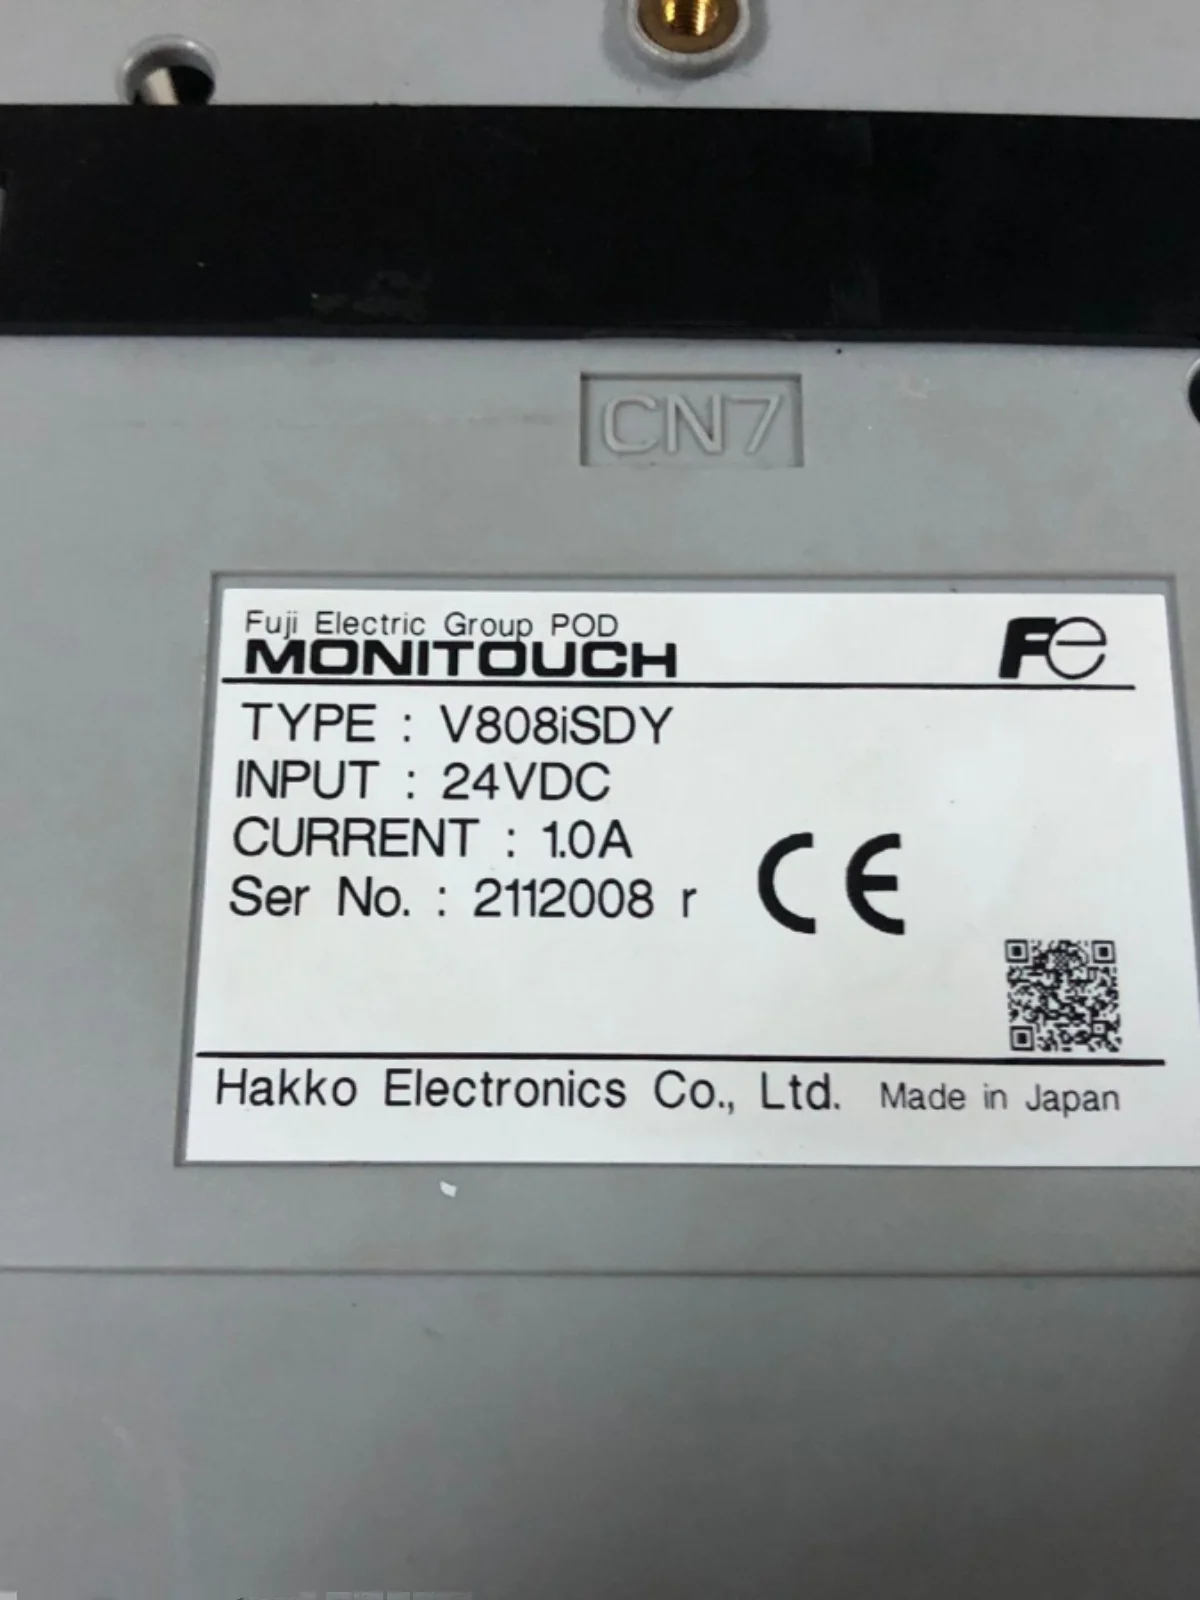 CN7
Fuji Electric Group POD
MONITOUCH
Fe
TYPE : V808iSDY
INPUT : 24VDC
CURRENT : 1.0A
Ser No. : 2112008 r
CE
Hakko Electronics Co., Ltd. Made in Japan